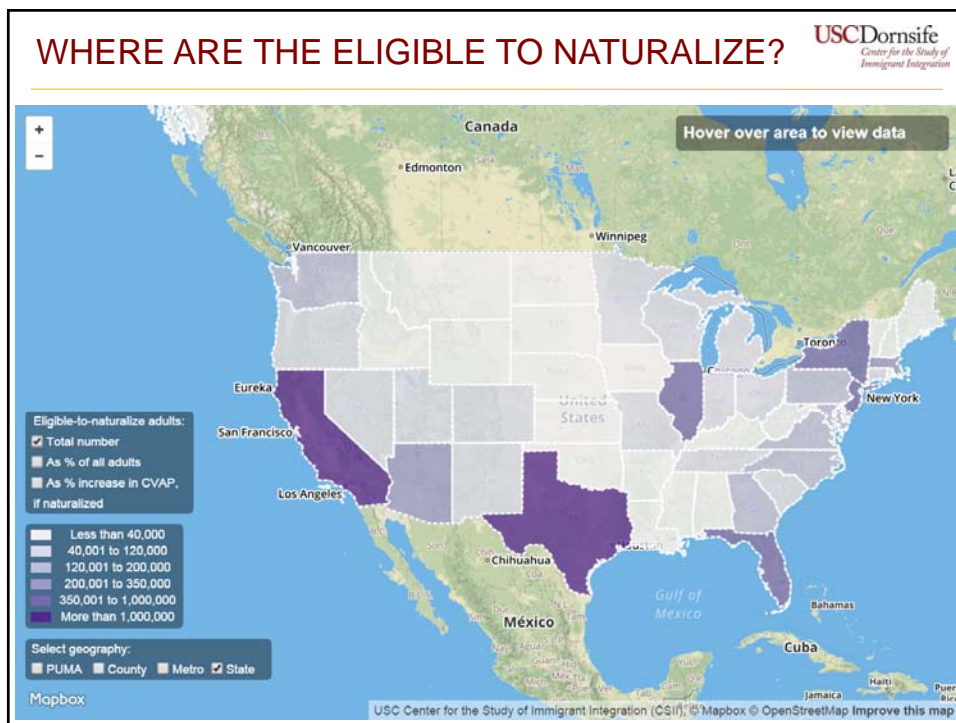 WHERE ARE THE ELIGIBLE TO NATURALIZE?
USCDornsife
Center for the Study of
Immigrant Integration
+
−
Canada
Hover over area to view data
Edmonton
Sask.
Man.
Alta.
B.C.
Ont.
Que.
Winnipeg
Vancouver
Toronto
New York
Eureka
United
States
San Francisco
Los Angeles
Eligible-to-naturalize adults:
Total number
As % of all adults
As % increase in CVAP,
if naturalized
Less than 40,000
40,001 to 120,000
120,001 to 200,000
200,001 to 350,000
350,001 to 1,000,000
More than 1,000,000
Chihuahua
Gulf of
Mexico
Bahamas
México
Cuba
Haiti
Jamaica
Select geography:
PUMA County Metro State
Mapbox
USC Center for the Study of Immigrant Integration (CSII), © Mapbox © OpenStreetMap Improve this map